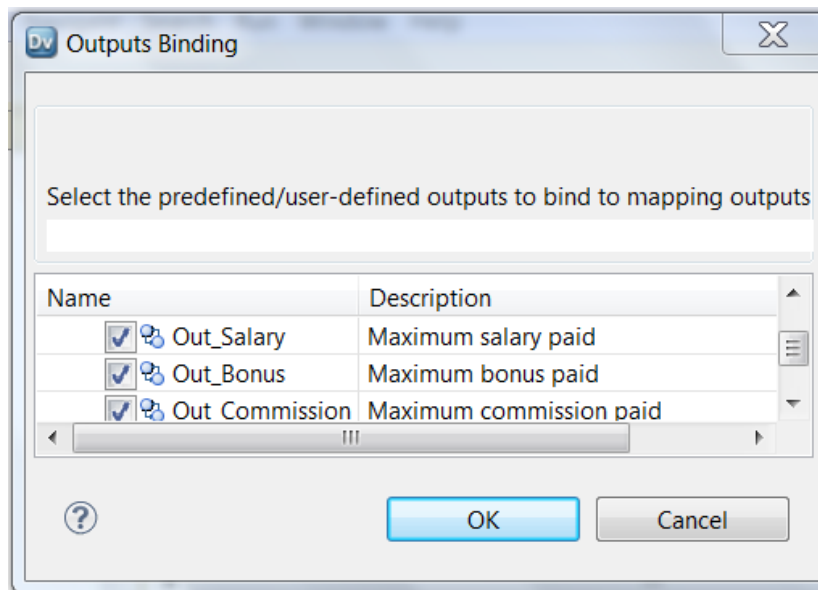 Dv Outputs Binding
Select the predefined/user-defined outputs to bind to mapping outputs
Name Description
Out_Salary Maximum salary paid
Out_Bonus Maximum bonus paid
Out_Commission Maximum commission paid
? OK Cancel